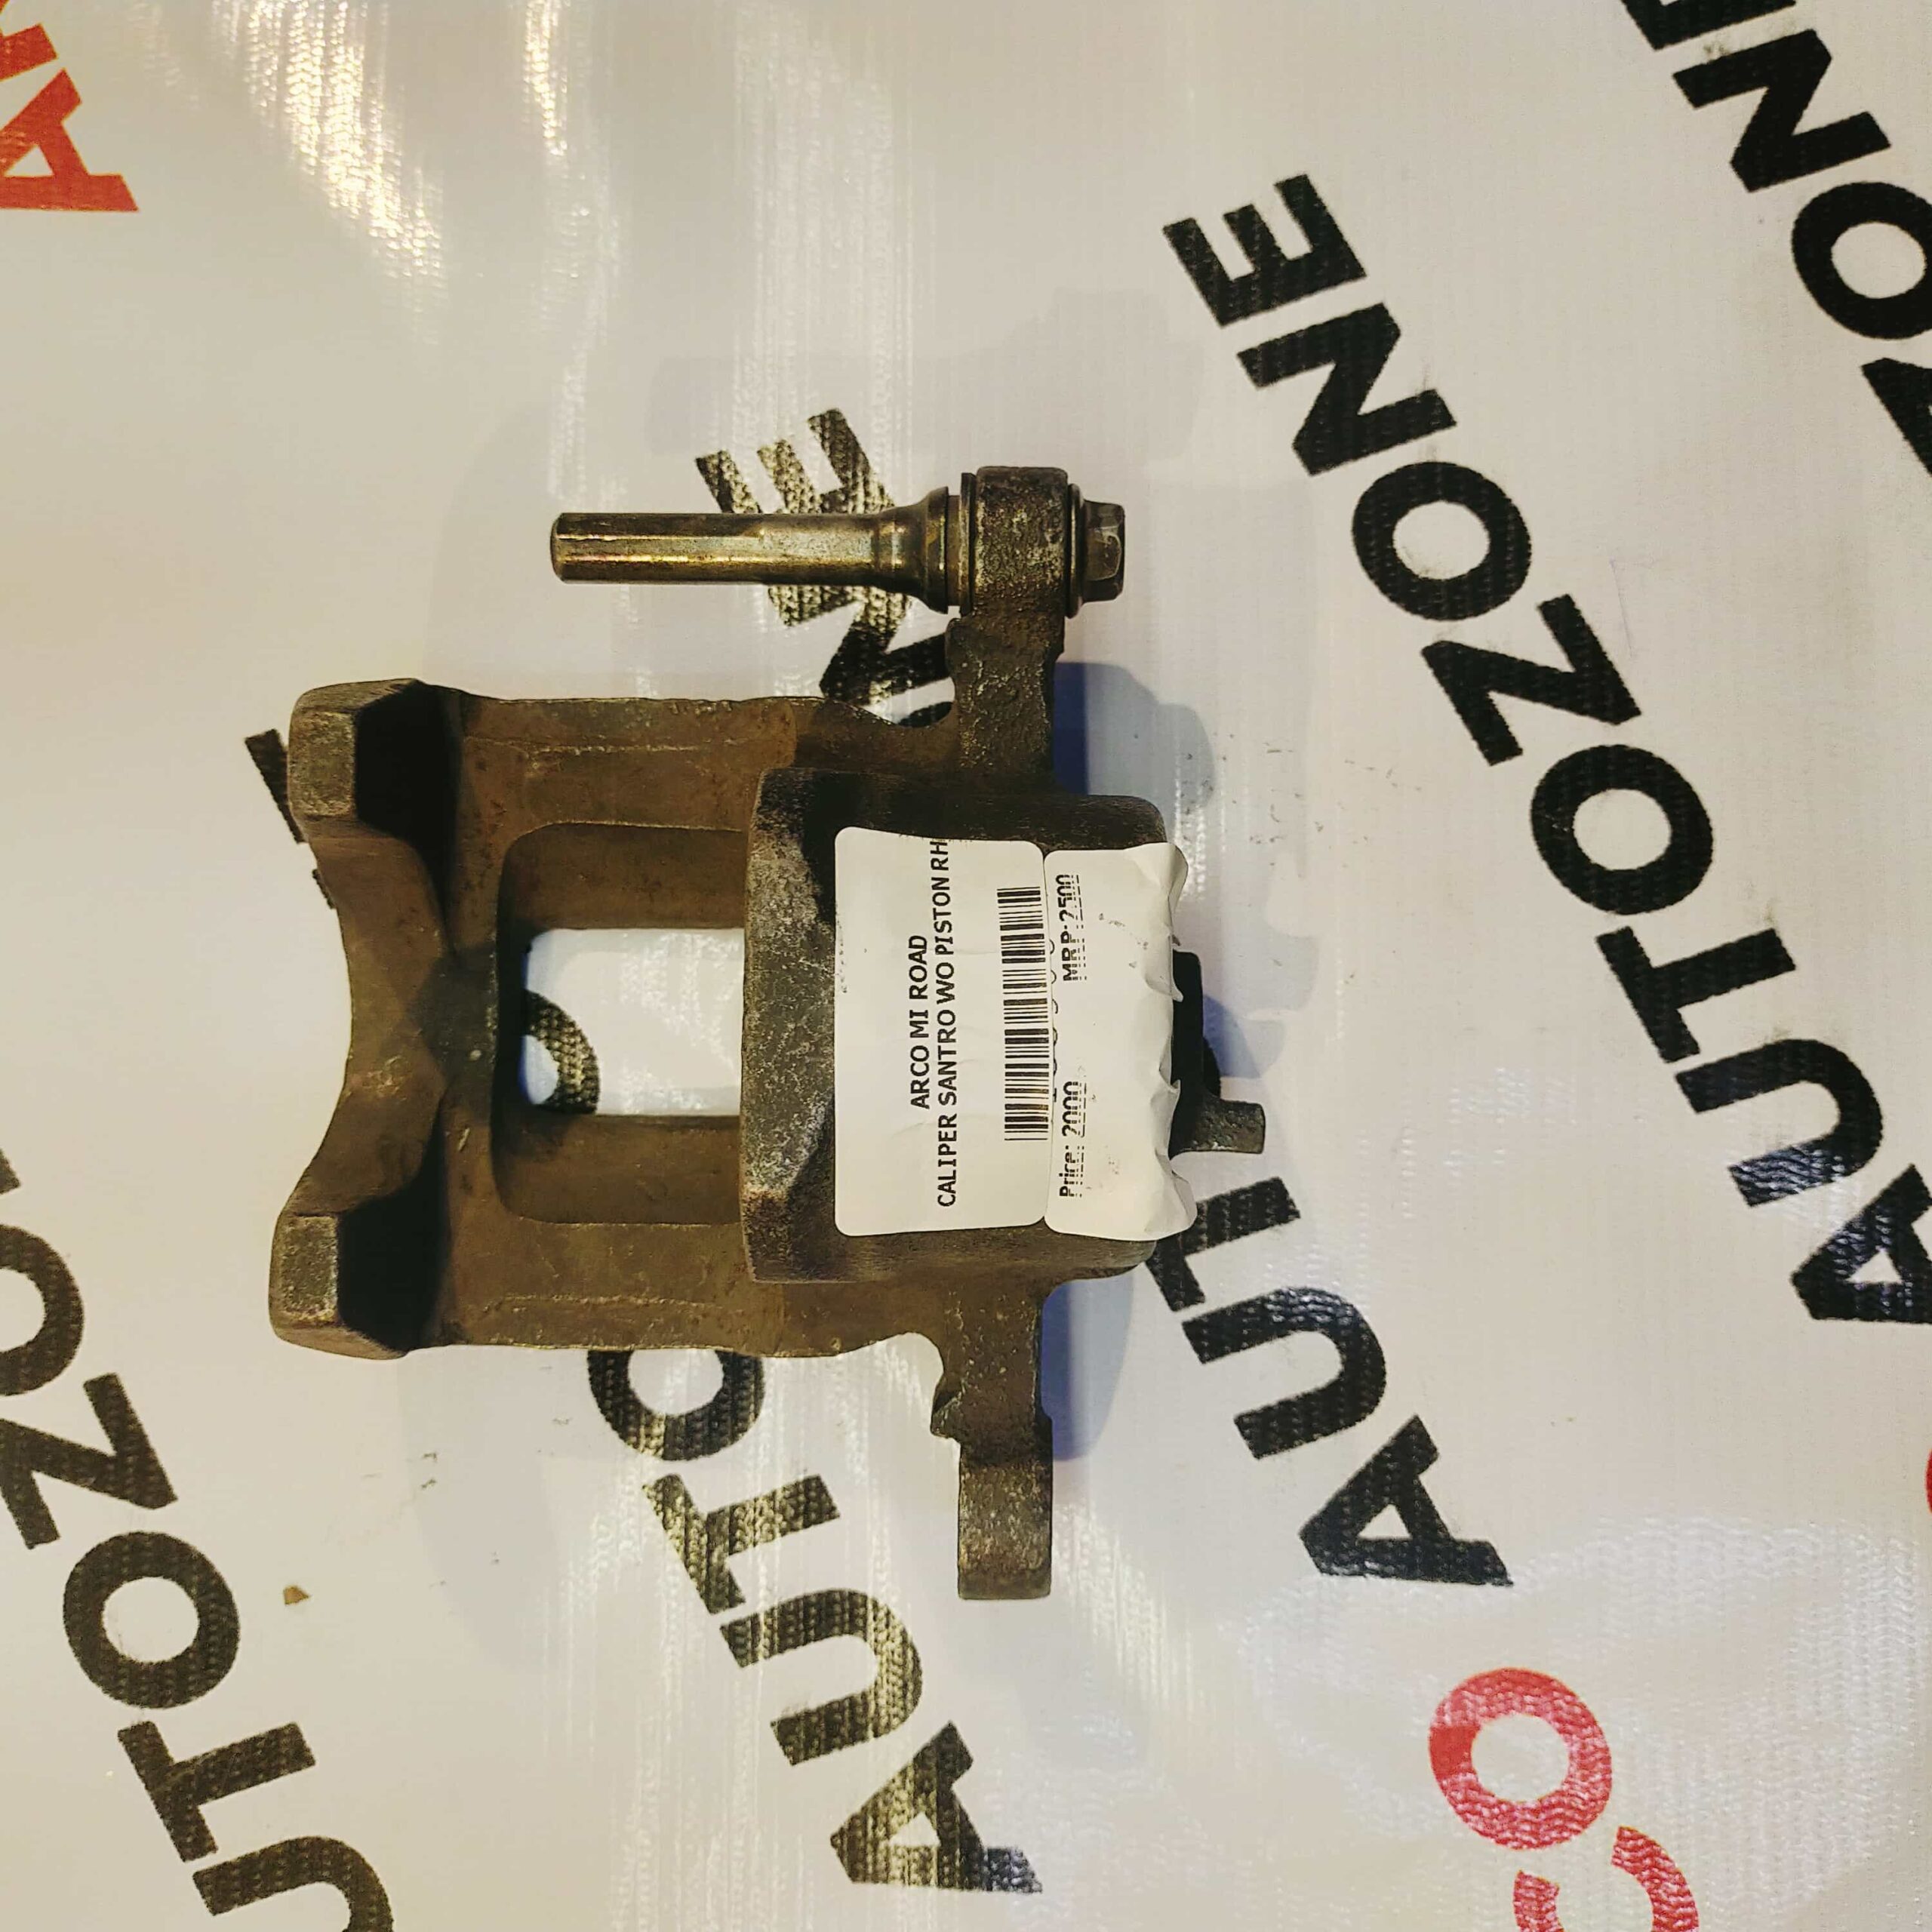 ARCO MI ROAD
CALIPER SANTRO WO PISTON RH
Price: 2000 MRP:2500
AUTOZONE
AUTOZONE